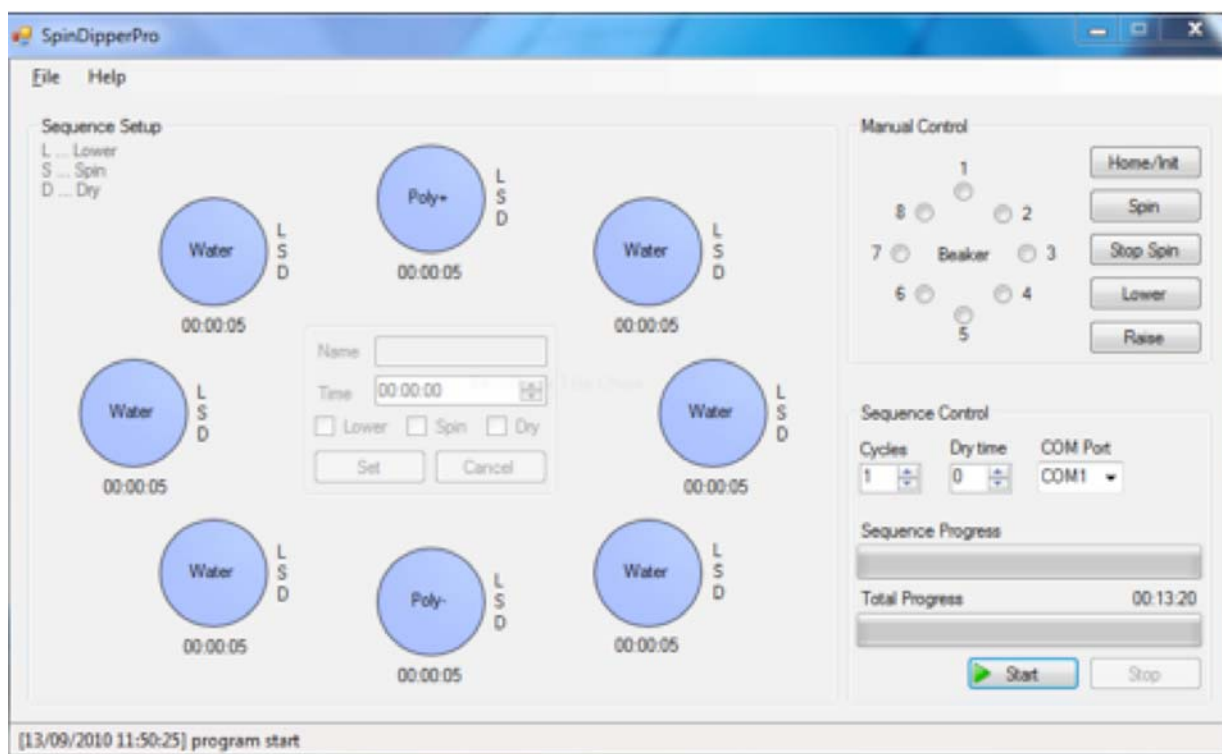 SpinDipperPro
File Help
Sequence Setup
L ... Lower
S ... Spin
D ... Dry
Poly+
L
S
D
00:00:05
Water
L
S
D
00:00:05
Water
L
S
D
00:00:05
Water
L
S
D
00:00:05
Water
L
S
D
00:00:05
Water
L
S
D
00:00:05
Poly-
L
S
D
00:00:05
Water
L
S
D
00:00:05
Name
Time 00:00:00
Lower Spin Dry
Set Cancel
Manual Control
1
8 2
7 Beaker 3
6 4
5
Home/Init
Spin
Stop Spin
Lower
Raise
Sequence Control
Cycles Dry time COM Port
1 0 COM1
Sequence Progress
Total Progress 00:13:20
Start Stop
[13/09/2010 11:50:25] program start